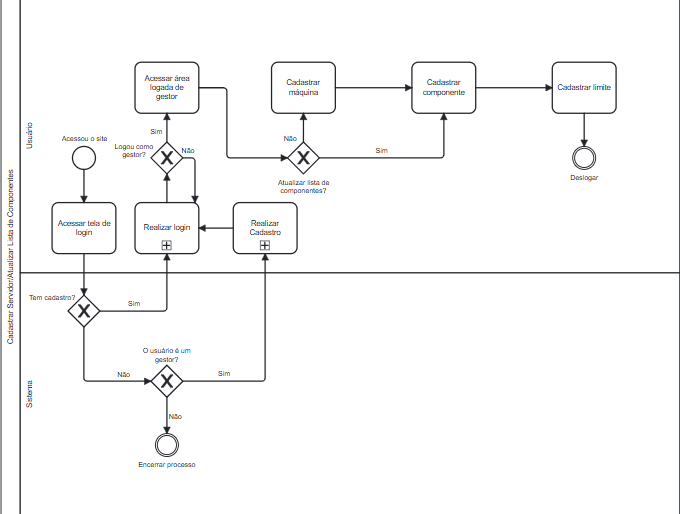 Cadastrar Servidor/Atualizar Lista de Componentes
Usuário
Acessou o site
Acessar tela de
login
Acessar área
logada de
gestor
Sim
Logou como
gestor?
Não
Realizar login
Realizar
Cadastro
Cadastrar
máquina
Não
Atualizar lista de
componentes?
Sim
Cadastrar
componente
Cadastrar limite
Deslogar
Sistema
Tem cadastro?
Sim
Não
O usuário é um
gestor?
Sim
Não
Encerrar processo